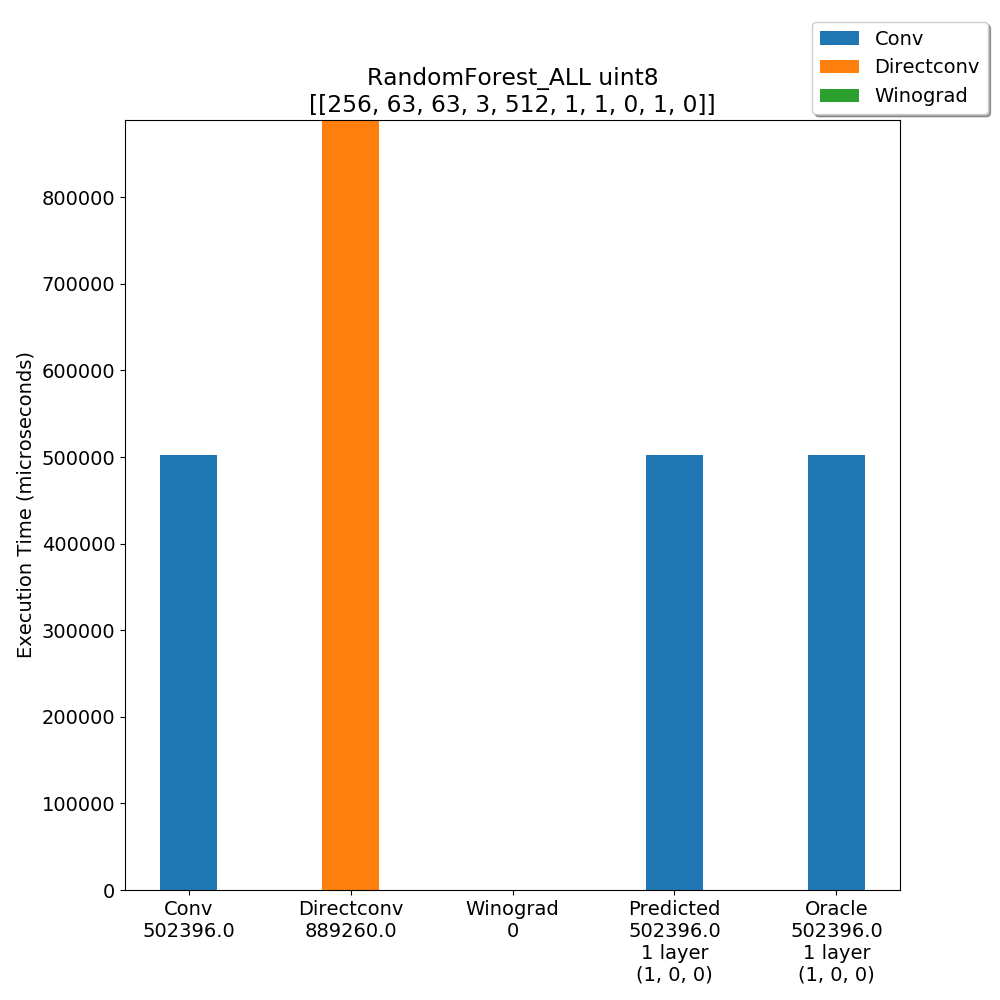 Conv
Directconv
Winograd
RandomForest_ALL uint8
[[256, 63, 63, 3, 512, 1, 1, 0, 1, 0]]
Execution Time (microseconds)
800000
700000
600000
500000
400000
300000
200000
100000
0
Conv
502396.0
Directconv
889260.0
Winograd
0
Predicted
502396.0
1 layer
(1, 0, 0)
Oracle
502396.0
1 layer
(1, 0, 0)